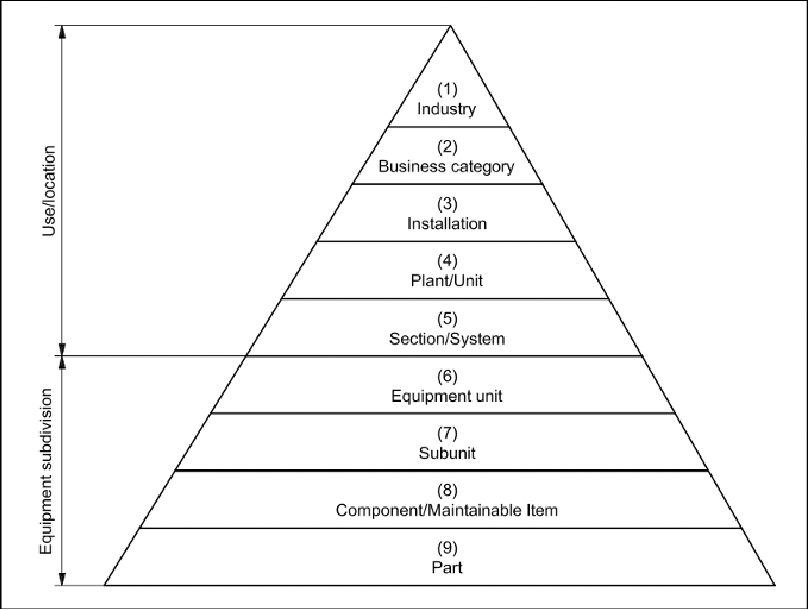 (1)
Industry
(2)
Business category
(3)
Installation
(4)
Plant/Unit
(5)
Section/System
(6)
Equipment unit
(7)
Subunit
(8)
Component/Maintainable Item
(9)
Part
Use/location
Equipment subdivision